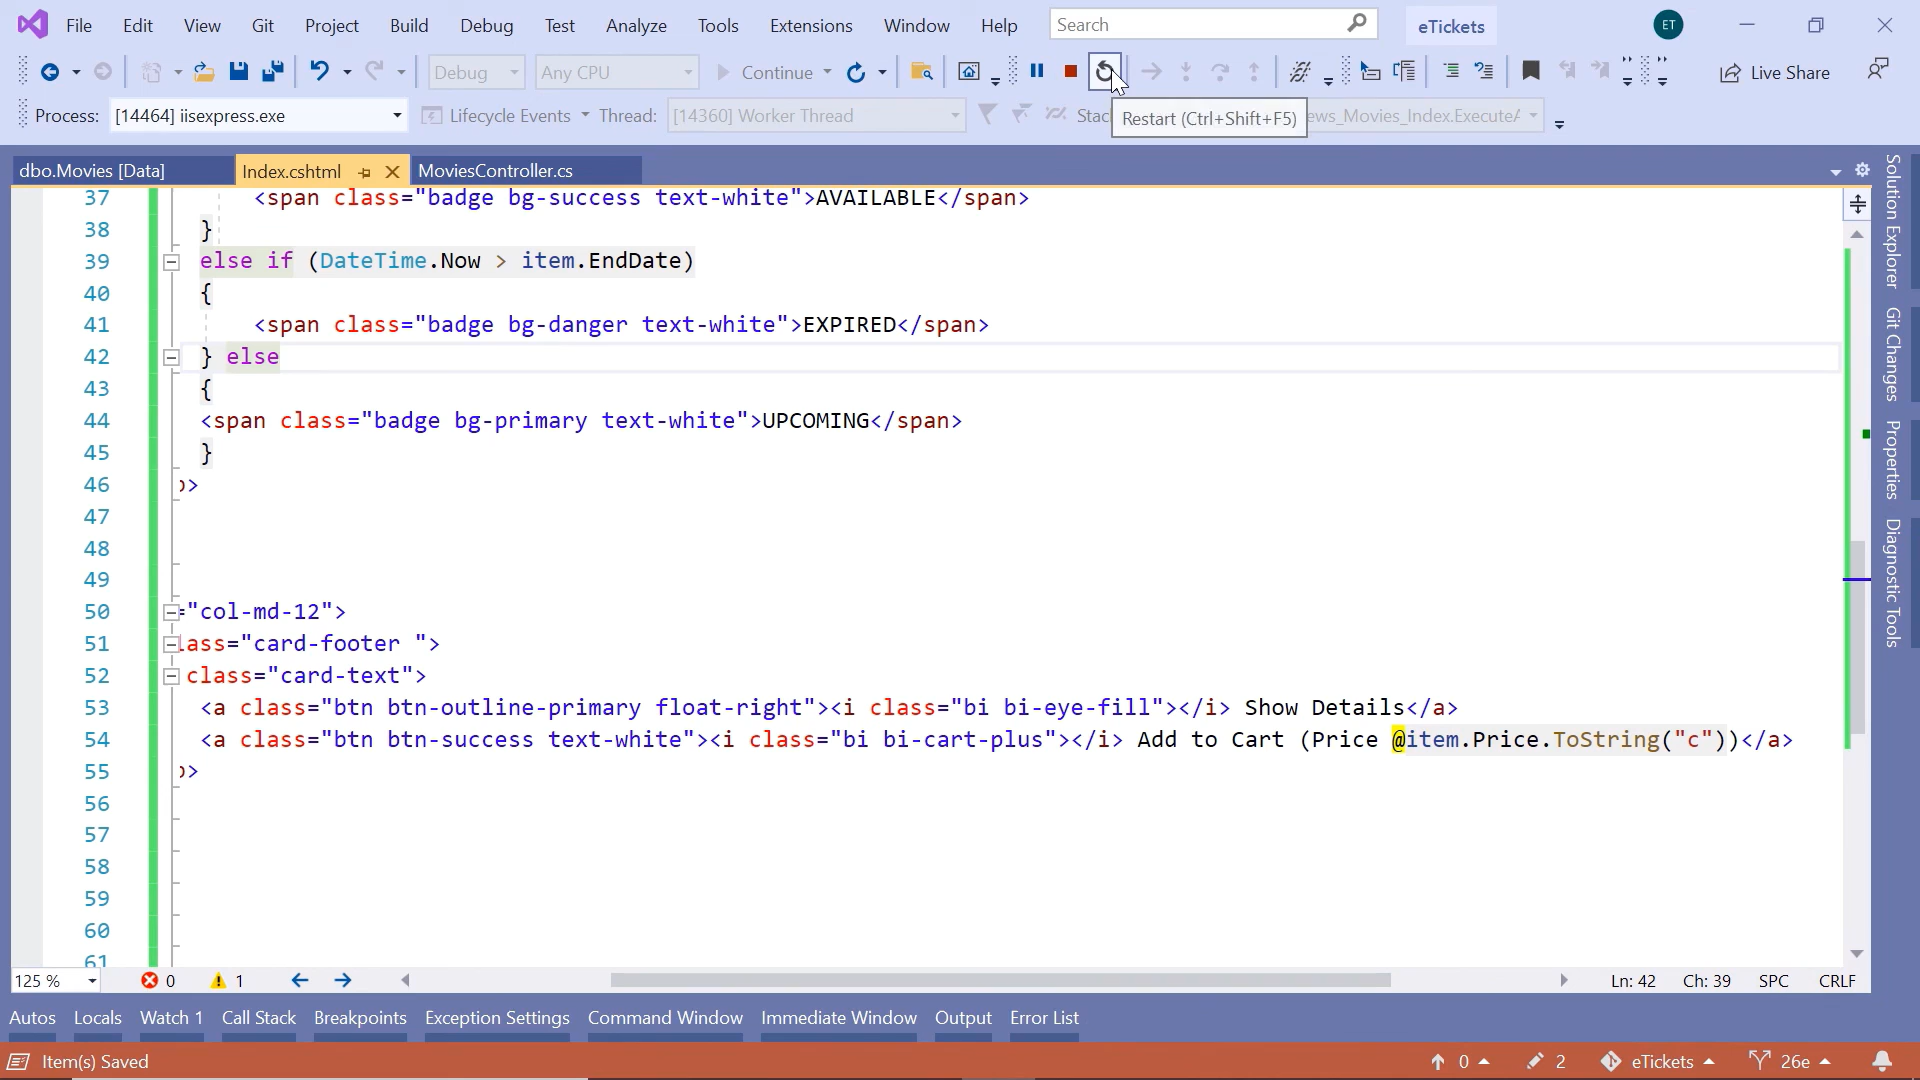 File Edit View Git Project Build Debug Test Analyze Tools Extensions Window Help Search eTickets ET
Debug Any CPU Continue Live Share
Process: [14464] iisexpress.exe Lifecycle Events Thread: [14360] Worker Thread Restart (Ctrl+Shift+F5)
dbo.Movies [Data] Index.cshtml MoviesController.cs
37 <span class="badge bg-success text-white">AVAILABLE</span>
38 }
39 else if (DateTime.Now > item.EndDate)
40 {
41 <span class="badge bg-danger text-white">EXPIRED</span>
42 } else
43 {
44 <span class="badge bg-primary text-white">UPCOMING</span>
45 }
46 >
47
48
49
50 ="col-md-12">
51 ass="card-footer ">
52 class="card-text">
53 <a class="btn btn-outline-primary float-right"><i class="bi bi-eye-fill"></i> Show Details</a>
54 <a class="btn btn-success text-white"><i class="bi bi-cart-plus"></i> Add to Cart (Price @item.Price.ToString("c"))</a>
55 >
56
57
58
59
60
61
Solution Explorer
Git Changes
Properties
Diagnostic Tools
125 % 0 1 Ln: 42 Ch: 39 SPC CRLF
Autos Locals Watch 1 Call Stack Breakpoints Exception Settings Command Window Immediate Window Output Error List
Item(s) Saved 0 2 eTickets 26e